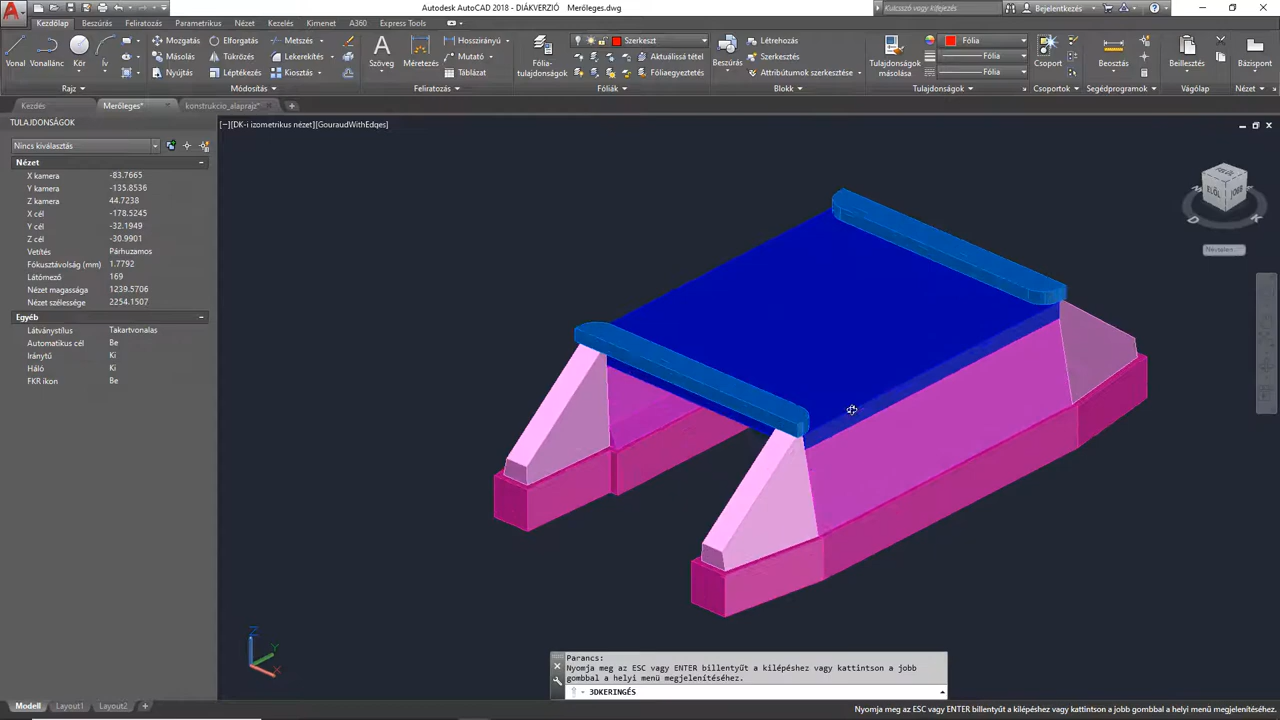 Autodesk AutoCAD 2018 - DIÁKVERZIÓ    Merőleges.dwg
Kulcsszó vagy kifejezés
Bejelentkezés
Kezdőlap Beszúrás Feliratozás Parametrikus Nézet Kezelés Kimenet A360 Express Tools
Vonal Vonallánc Kör Ív
Mozgatás Elforgatás Metszés
Másolás Tükrözés Lekerekítés
Nyújtás Léptékezés Kiosztás
Szöveg Méretezés
Hosszirányú
Mutató
Táblázat
Fólia-
tulajdonságok
Szerkeszt
Aktuálissá tétel
Fóliaegyeztetés
Beszúrás
Létrehozás
Szerkesztés
Attribútumok szerkesztése
Tulajdonságok
másolása
Fólia
Fólia
Fólia
Csoport
Beosztás
Beillesztés
Bázispont
Rajz Módosítás Feliratozás Fóliák Blokk Tulajdonságok Csoportok Segédprogramok Vágólap Nézet
Kezdés Merőleges* konstrukcio_alaprajz*
TULAJDONSÁGOK
[−][DK-i izometrikus nézet][GouraudWithEdges]
Nincs kiválasztás
Nézet
X kamera -83.7665
Y kamera -135.8536
Z kamera 44.7238
X cél -178.5245
Y cél -32.1949
Z cél -30.9901
Vetítés Párhuzamos
Fókusztávolság (mm) 1.7792
Látómező 169
Nézet magassága 1239.5706
Nézet szélessége 2254.1507
Egyéb
Látványstílus Takartvonalas
Automatikus cél Be
Iránytű Ki
Háló Ki
FKR ikon Be
ELÖL JOBB
Z
Y
X
Parancs:
Nyomja meg az ESC vagy ENTER billentyűt a kilépéshez vagy kattintson a jobb
gombbal a helyi menü megjelenítéséhez.
3DKERINGÉS
Modell Layout1 Layout2
Nyomja meg az ESC vagy ENTER billentyűt a kilépéshez vagy kattintson a jobb gombbal a helyi menü megjelenítéséhez.